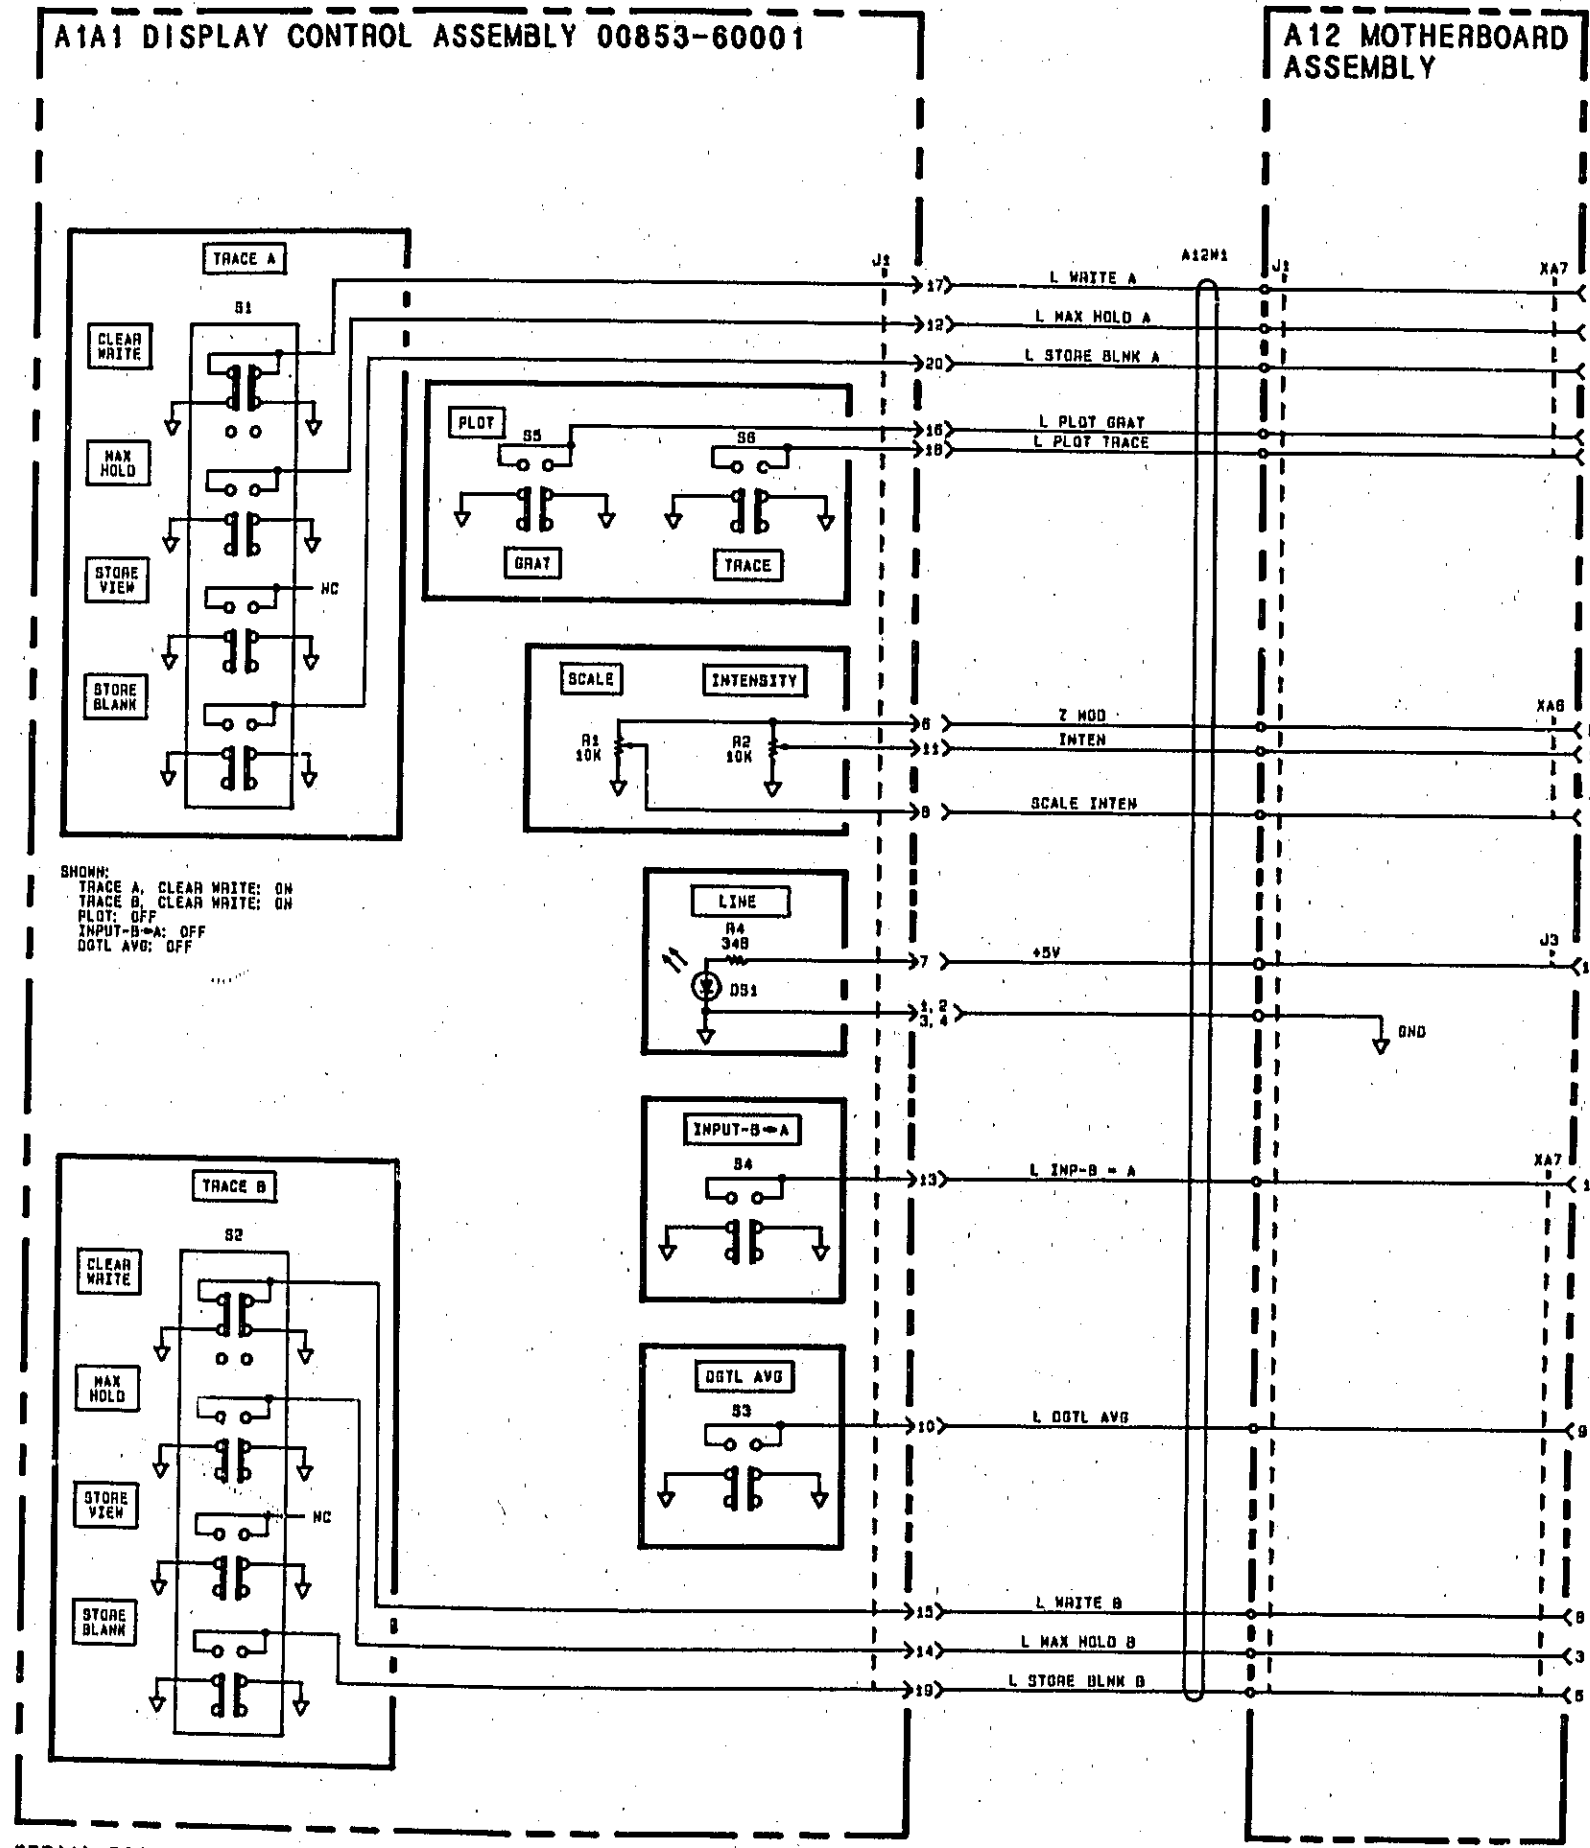 A1A1 DISPLAY CONTROL ASSEMBLY 00853-60001
A12 MOTHERBOARD
ASSEMBLY
TRACE A
S1
CLEAR
WRITE
MAX
HOLD
STORE
VIEW
NC
STORE
BLANK
PLOT
S5
S6
GRAT
TRACE
J1
17
12
20
16
18
L WRITE A
L MAX HOLD A
L STORE BLNK A
L PLOT GRAT
L PLOT TRACE
A12W1
J1
XA7
SCALE
INTENSITY
R1
10K
R2
10K
6
11
8
Z MOD
INTEN
SCALE INTEN
XA6
SHOWN:
TRACE A, CLEAR WRITE: ON
TRACE B, CLEAR WRITE: ON
PLOT: OFF
INPUT-B→A: OFF
DGTL AVG: OFF
LINE
R4
348
DS1
7
+5V
J3
1
1, 2
3, 4
GND
INPUT-B→A
S4
13
L INP-B → A
XA7
1
TRACE B
S2
CLEAR
WRITE
MAX
HOLD
STORE
VIEW
NC
STORE
BLANK
DGTL AVG
S3
10
L DGTL AVG
9
15
L WRITE B
8
14
L MAX HOLD B
3
19
L STORE BLNK B
5